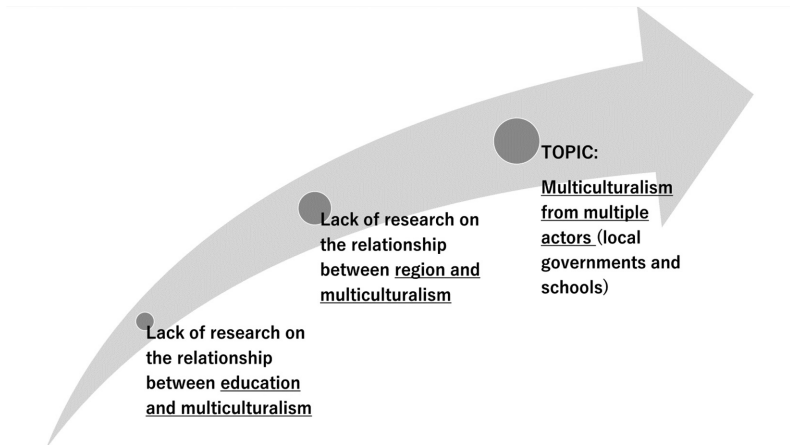 TOPIC:
Multiculturalism
from multiple
actors (local
governments and
schools)
Lack of research on
the relationship
between region and
multiculturalism
Lack of research on
the relationship
between education
and multiculturalism